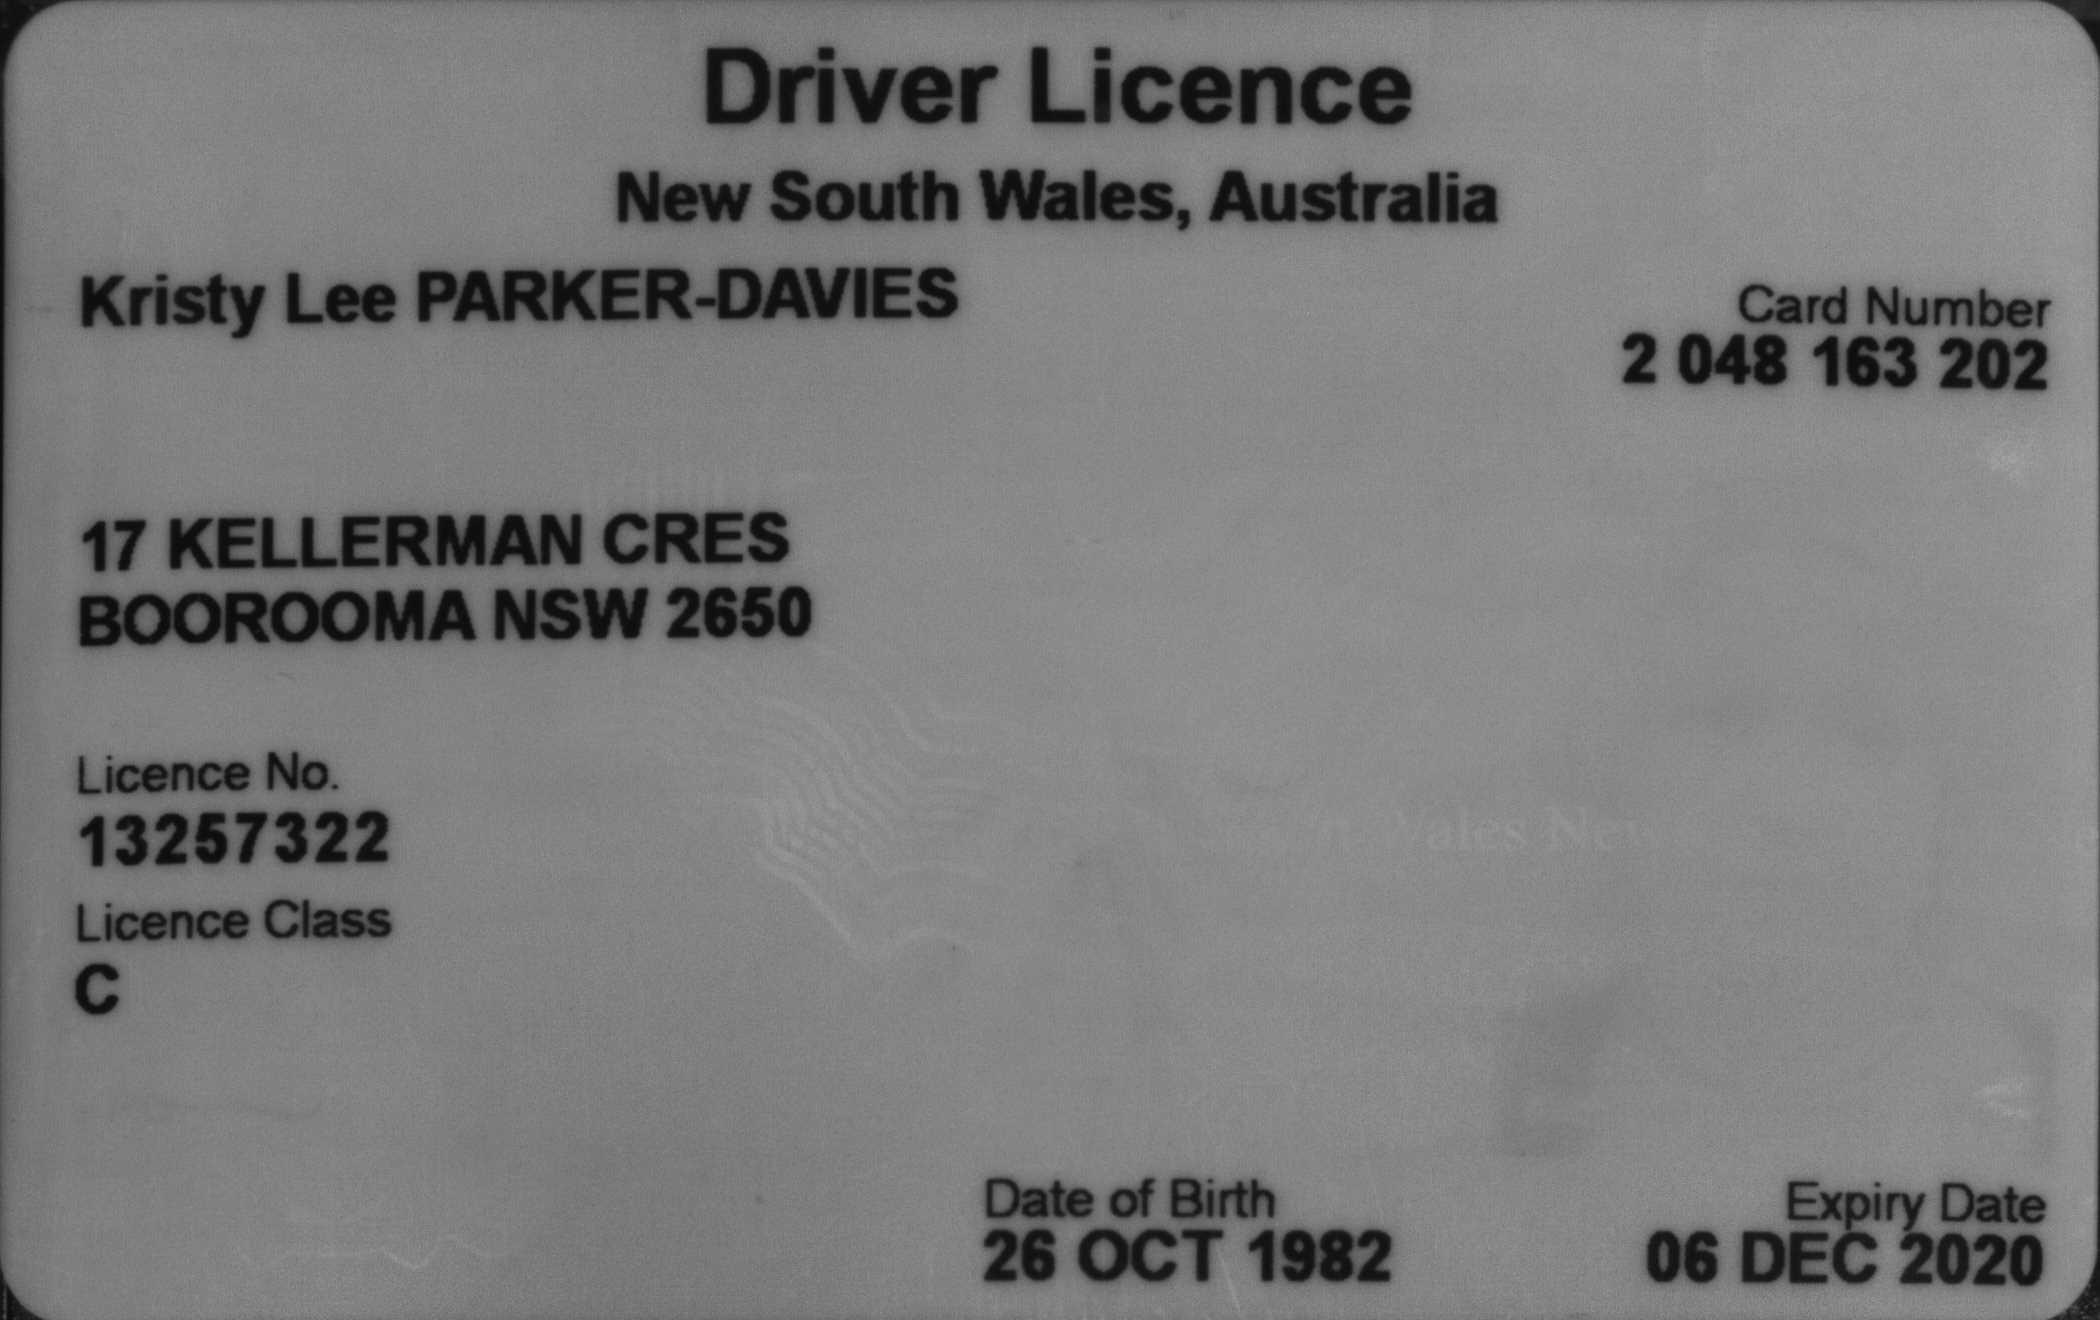 Driver Licence
New South Wales, Australia
Kristy Lee PARKER-DAVIES
Card Number
2 048 163 202
17 KELLERMAN CRES
BOOROOMA NSW 2650
Wales New
Licence No.
13257322
Licence Class
C
Date of Birth
26 OCT 1982
Expiry Date
06 DEC 2020